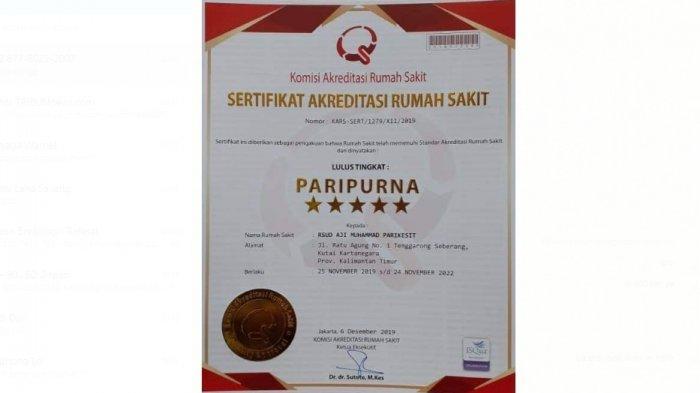 Komisi Akreditasi Rumah Sakit
SERTIFIKAT AKREDITASI RUMAH SAKIT
Nomor : KARS-SERT/1279/XII/2019
Sertifikat ini diberikan sebagai pengakuan bahwa Rumah Sakit telah memenuhi Standar Akreditasi Rumah Sakit
dan dinyatakan :
LULUS TINGKAT :
PARIPURNA
Kepada :
Nama Rumah Sakit : RSUD AJI MUHAMMAD PARIKESIT
Alamat : Jl. Ratu Agung No. 1 Tenggarong Seberang,
Kutai Kartanegara
Prov. Kalimantan Timur
Berlaku : 25 NOVEMBER 2019 s/d 24 NOVEMBER 2022
Jakarta, 6 Desember 2019
KOMISI AKREDITASI RUMAH SAKIT
Ketua Eksekutif
Dr. dr. Sutoto, M.Kes
ISQua